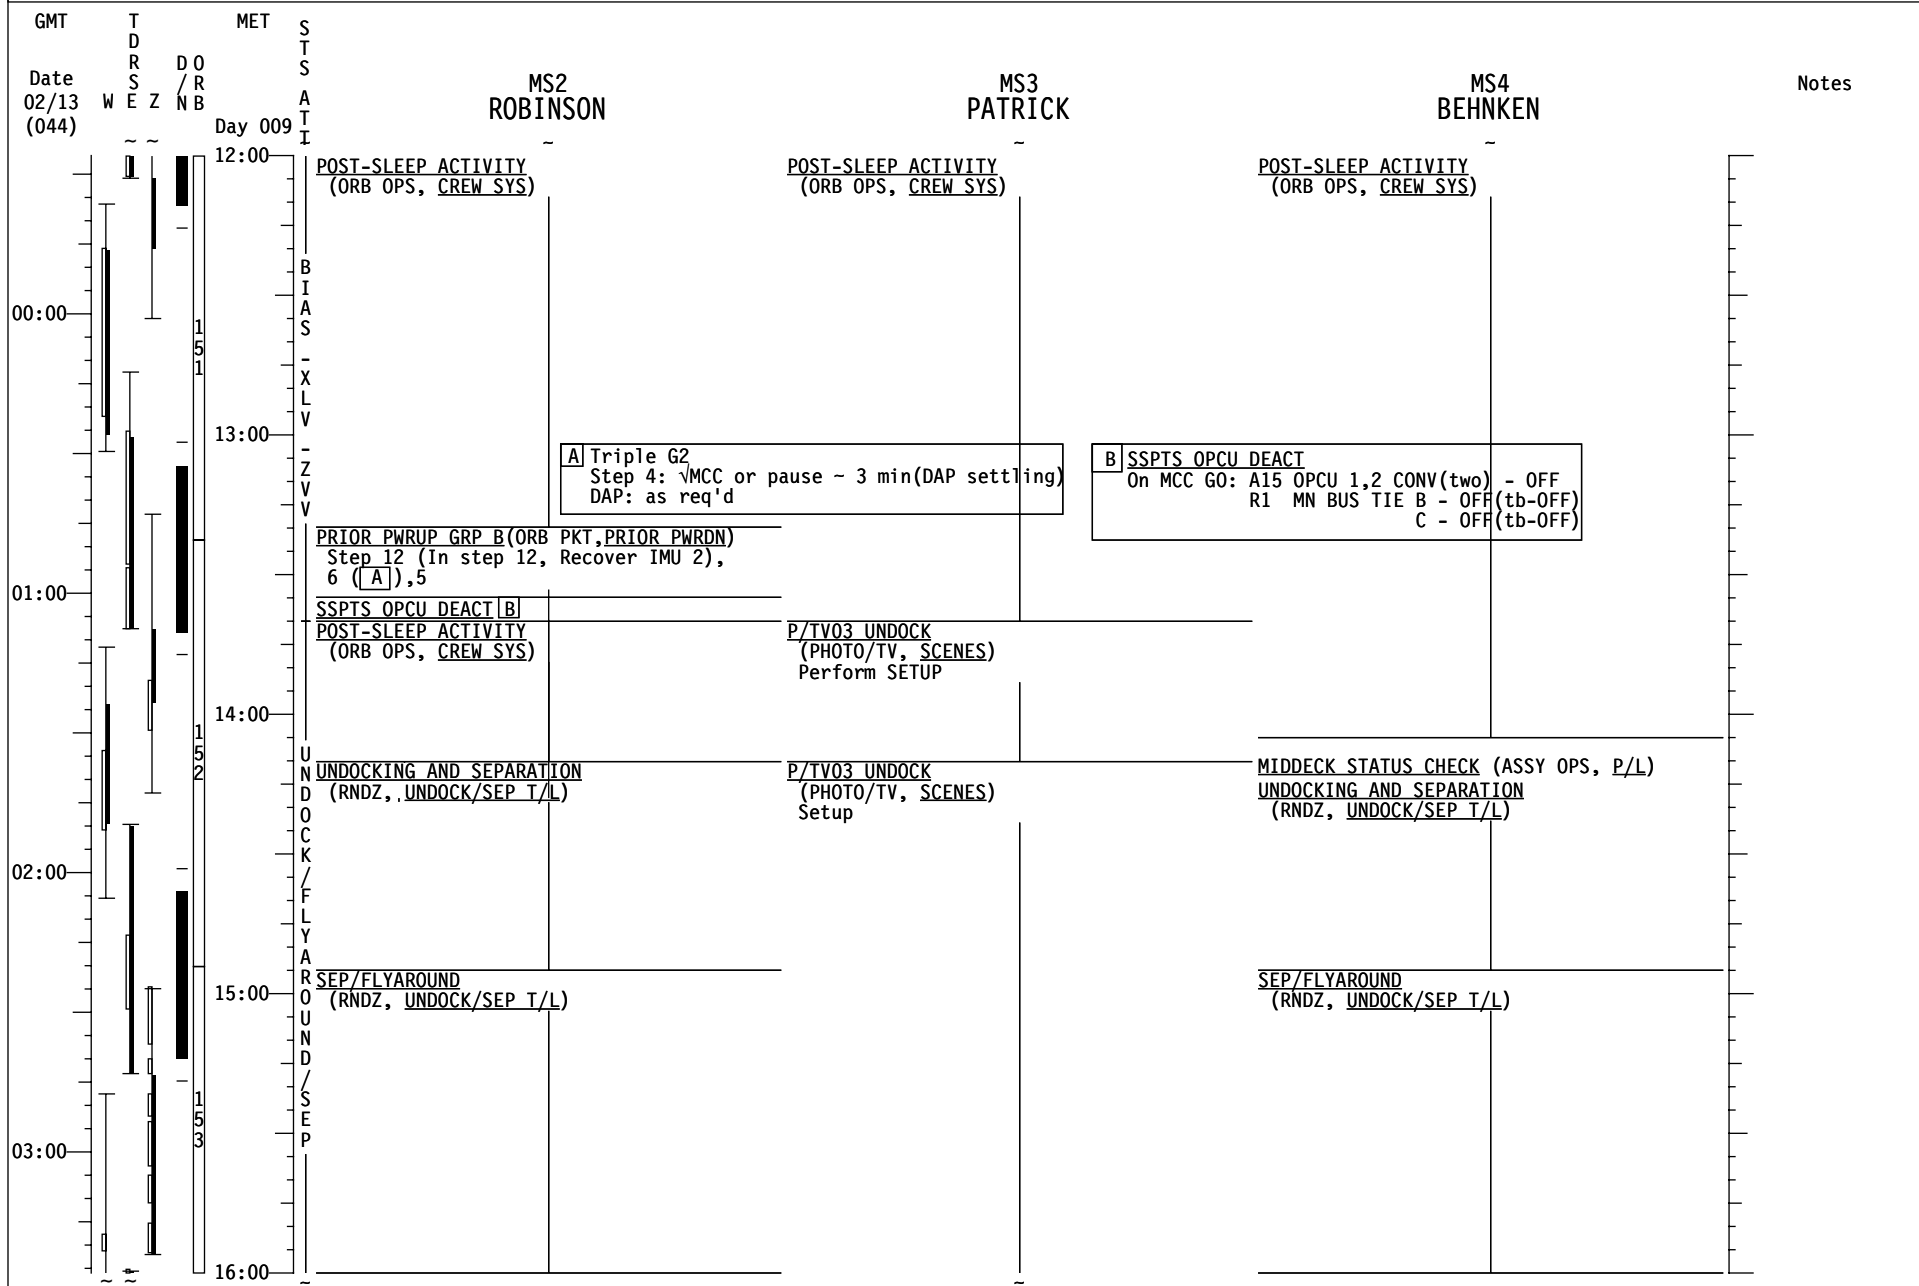 GMT
TDRS
MET
STS ATT
Date
02/13
(044)
W E Z
D/N
ORB
Day 009
MS2
ROBINSON
MS3
PATRICK
MS4
BEHNKEN
Notes
~ ~ ~ ~ ~
12:00
POST-SLEEP ACTIVITY
(ORB OPS, CREW SYS)
POST-SLEEP ACTIVITY
(ORB OPS, CREW SYS)
POST-SLEEP ACTIVITY
(ORB OPS, CREW SYS)
BIAS -XLV -ZVV
00:00
151
13:00
A Triple G2
Step 4: √MCC or pause ~ 3 min(DAP settling)
DAP: as req'd
B SSPTS OPCU DEACT
On MCC GO: A15 OPCU 1,2 CONV(two) - OFF
R1 MN BUS TIE B - OFF(tb-OFF)
C - OFF(tb-OFF)
PRIOR PWRUP GRP B(ORB PKT,PRIOR PWRDN)
Step 12 (In step 12, Recover IMU 2),
6 ( A ),5
01:00
SSPTS OPCU DEACT B
POST-SLEEP ACTIVITY
(ORB OPS, CREW SYS)
P/TV03 UNDOCK
(PHOTO/TV, SCENES)
Perform SETUP
14:00
152
UNDOCK/FLYAROUND/SEP
UNDOCKING AND SEPARATION
(RNDZ, UNDOCK/SEP T/L)
P/TV03 UNDOCK
(PHOTO/TV, SCENES)
Setup
MIDDECK STATUS CHECK (ASSY OPS, P/L)
UNDOCKING AND SEPARATION
(RNDZ, UNDOCK/SEP T/L)
02:00
SEP/FLYAROUND
(RNDZ, UNDOCK/SEP T/L)
SEP/FLYAROUND
(RNDZ, UNDOCK/SEP T/L)
15:00
153
03:00
16:00
~ ~ ~ ~